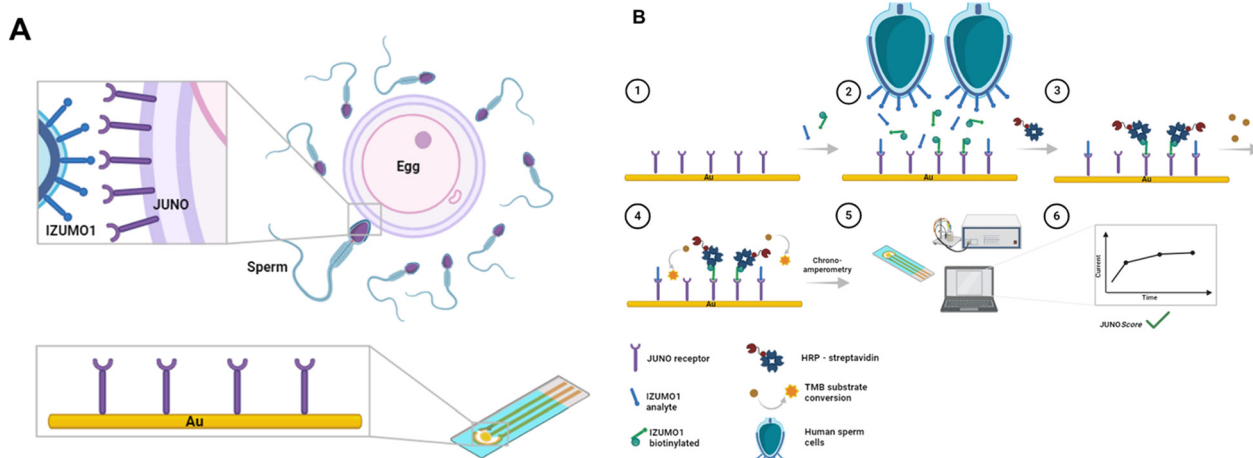 A
IZUMO1
JUNO
Egg
Sperm
Au
B
1
2
3
Au
Au
Au
4
5
6
Au
Chrono-
amperometry
Current
Time
JUNOScore
JUNO receptor
HRP - streptavidin
IZUMO1
analyte
TMB substrate
conversion
IZUMO1
biotinylated
Human sperm
cells